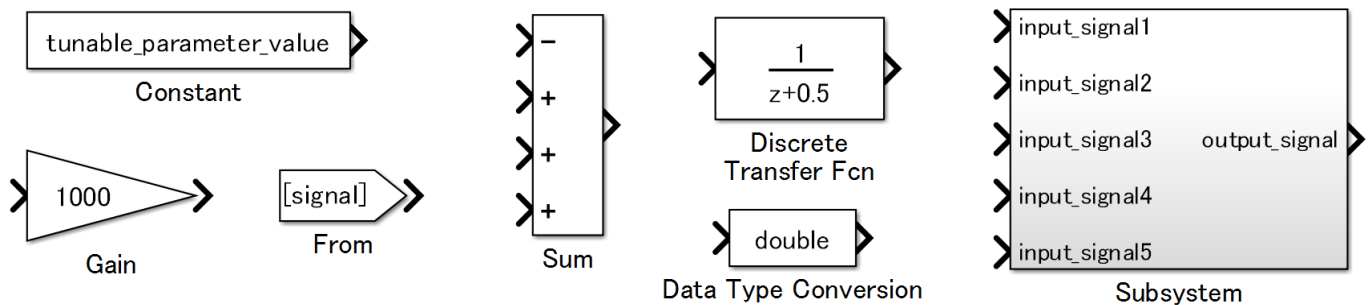 tunable_parameter_value
Constant
1000
Gain
[signal]
From
−
+
+
+
Sum
1
z+0.5
Discrete
Transfer Fcn
double
Data Type Conversion
input_signal1
input_signal2
input_signal3
input_signal4
input_signal5
output_signal
Subsystem